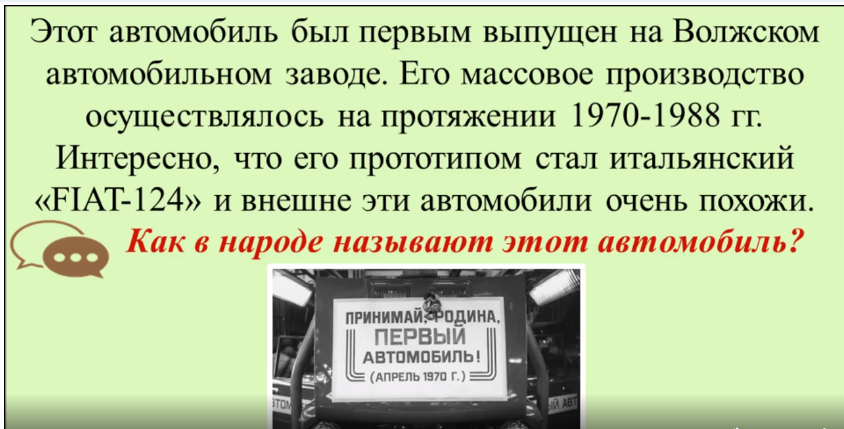 Этот автомобиль был первым выпущен на Волжском
автомобильном заводе. Его массовое производство
осуществлялось на протяжении 1970-1988 гг.
Интересно, что его прототипом стал итальянский
«FIAT-124» и внешне эти автомобили очень похожи.
Как в народе называют этот автомобиль?
ПРИНИМАЙ, РОДИНА,
ПЕРВЫЙ
АВТОМОБИЛЬ!
(АПРЕЛЬ 1970 Г.)